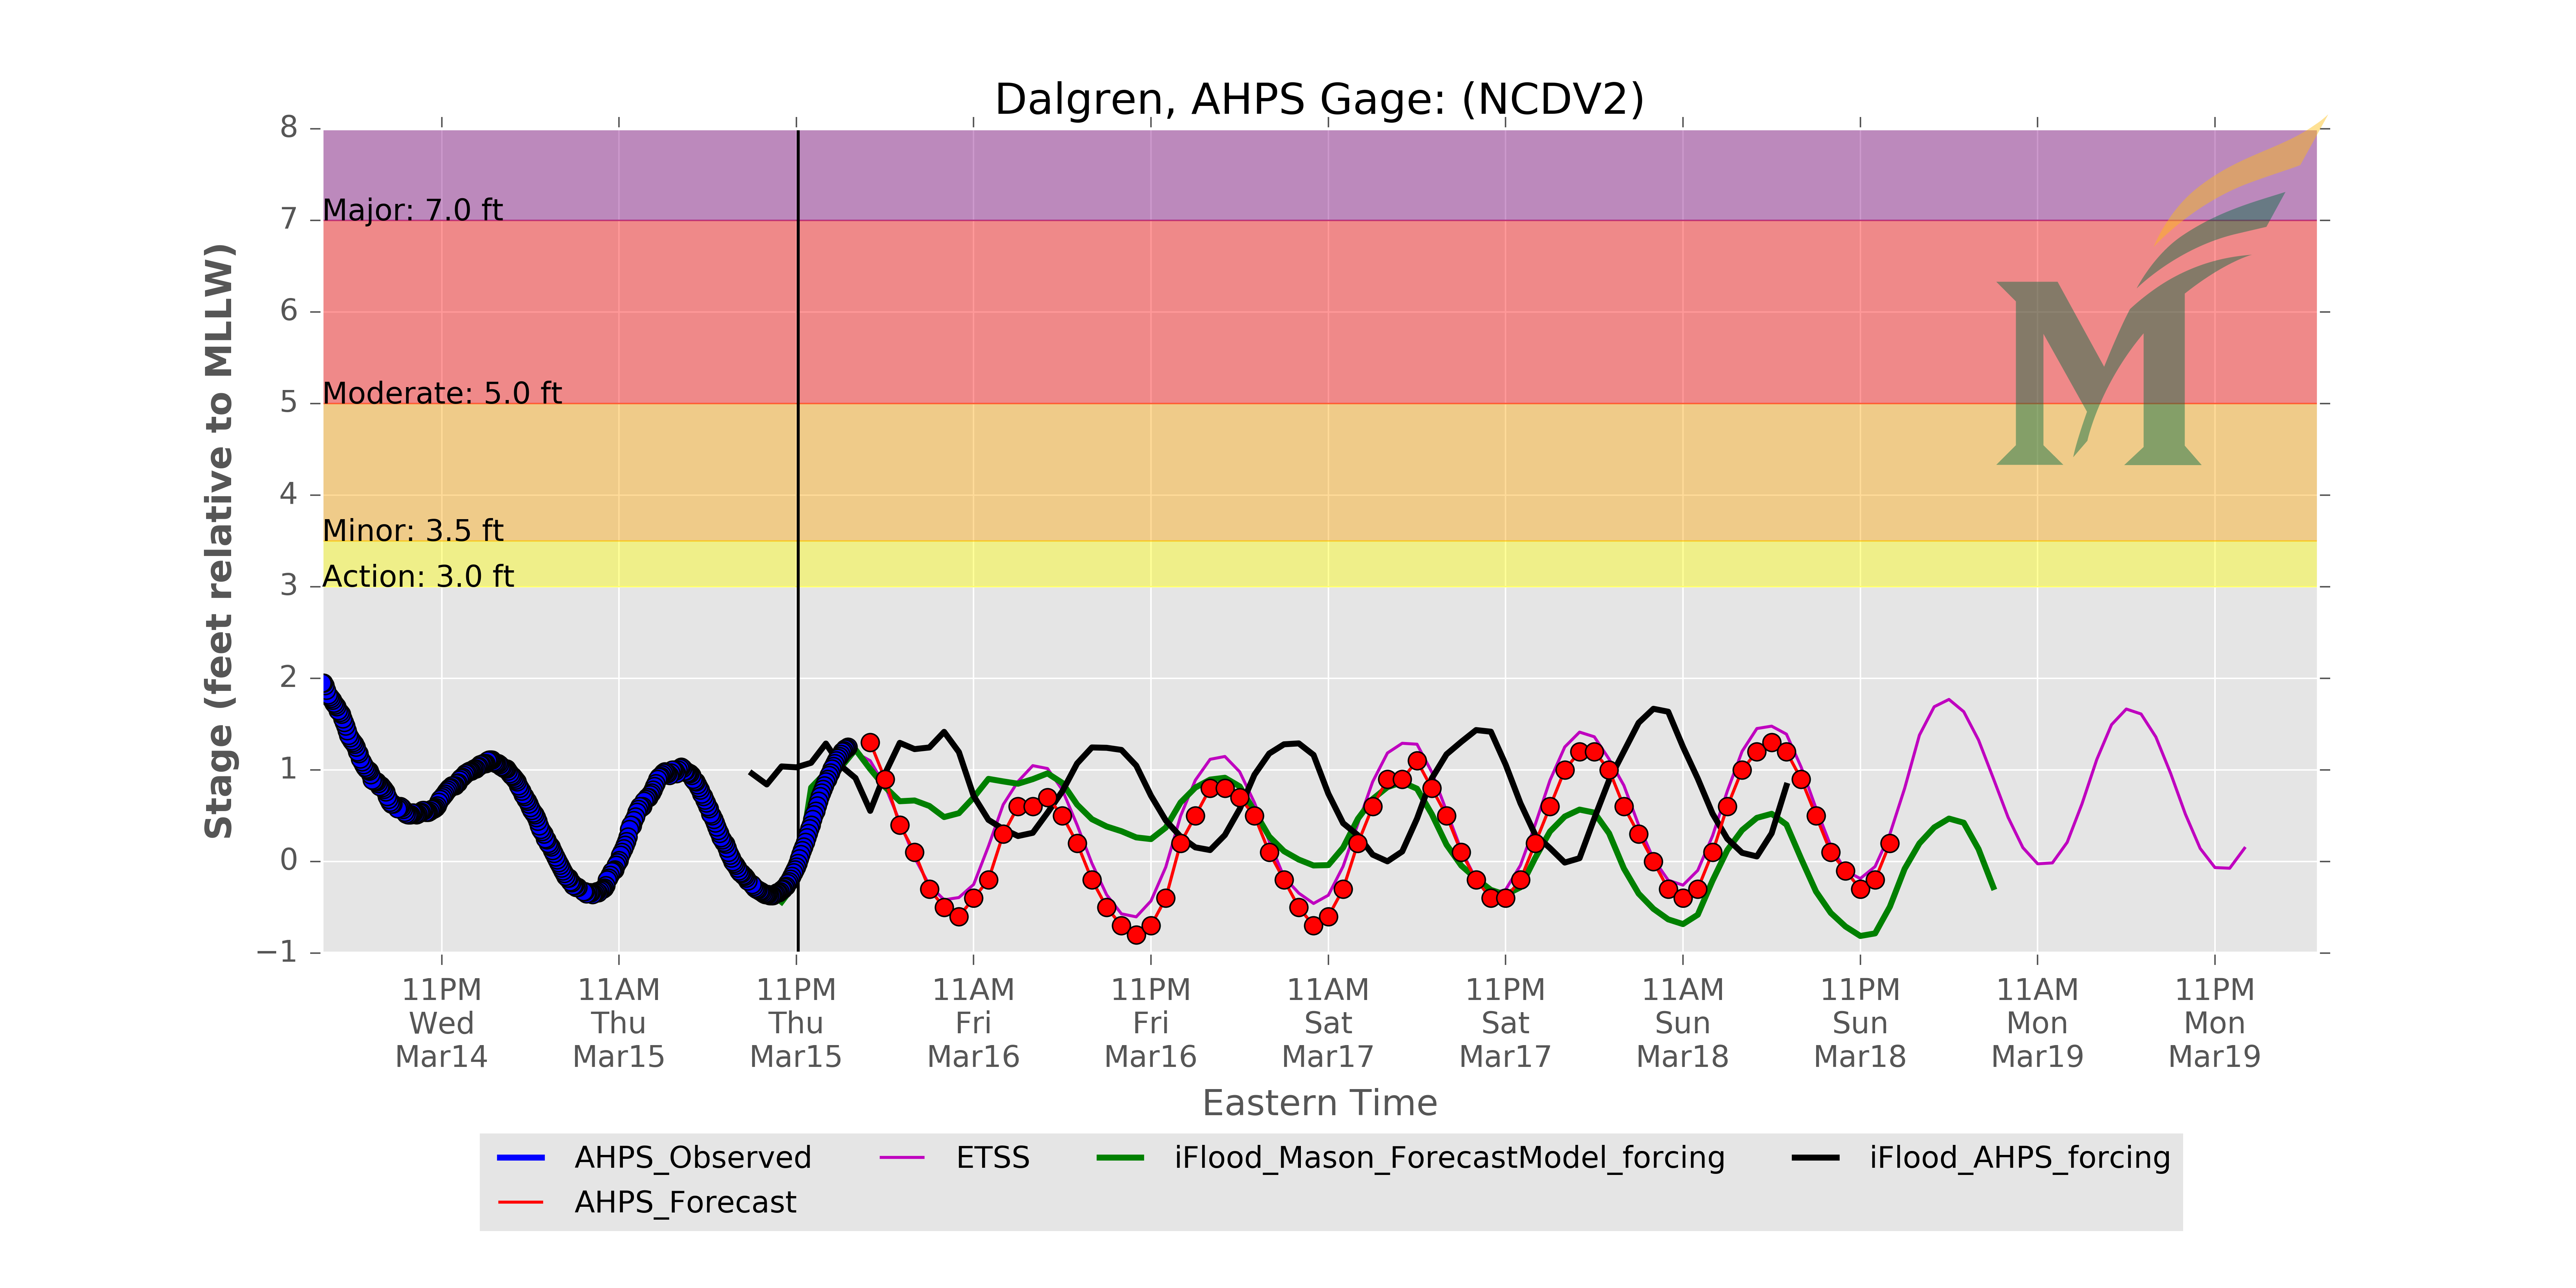 Dalgren, AHPS Gage: (NCDV2)
Stage (feet relative to MLLW)
8
7
6
5
4
3
2
1
0
−1
Major: 7.0 ft
Moderate: 5.0 ft
Minor: 3.5 ft
Action: 3.0 ft
M
11PM 11AM 11PM 11AM 11PM 11AM 11PM 11AM 11PM 11AM 11PM
Wed Thu Thu Fri Fri Sat Sat Sun Sun Mon Mon
Mar14 Mar15 Mar15 Mar16 Mar16 Mar17 Mar17 Mar18 Mar18 Mar19 Mar19
Eastern Time
AHPS_Observed ETSS iFlood_Mason_ForecastModel_forcing iFlood_AHPS_forcing
AHPS_Forecast